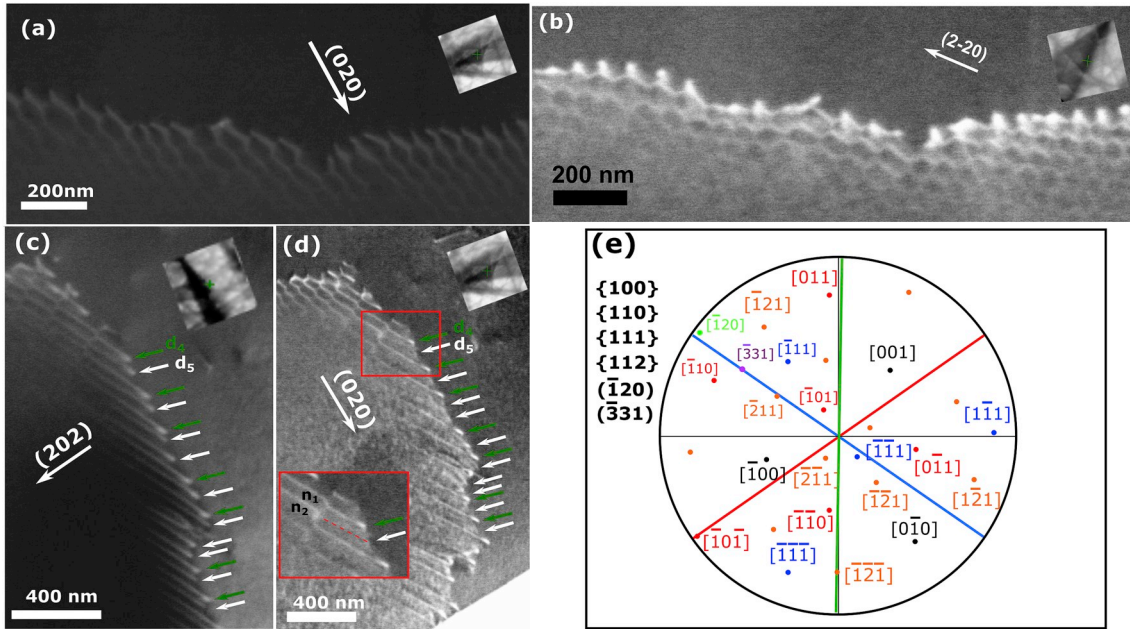 (a)
(020)
200nm
(b)
(2-20)
200 nm
(c)
d₄
d₅
(202)
400 nm
(d)
d₄
d₅
(020)
n₁
n₂
400 nm
(e)
{100}
{110}
{111}
{112}
(1̄20)
(3̄31)
[011]
[1̄21]
[1̄20]
[3̄31]
[1̄11]
[001]
[1̄10]
[2̄11]
[1̄01]
[11̄1]
[1̄00]
[1̄1̄1]
[01̄1]
[2̄1̄1]
[1̄2̄1]
[12̄1]
[1̄1̄0]
[01̄0]
[1̄01̄]
[1̄1̄1̄]
[1̄2̄1̄]